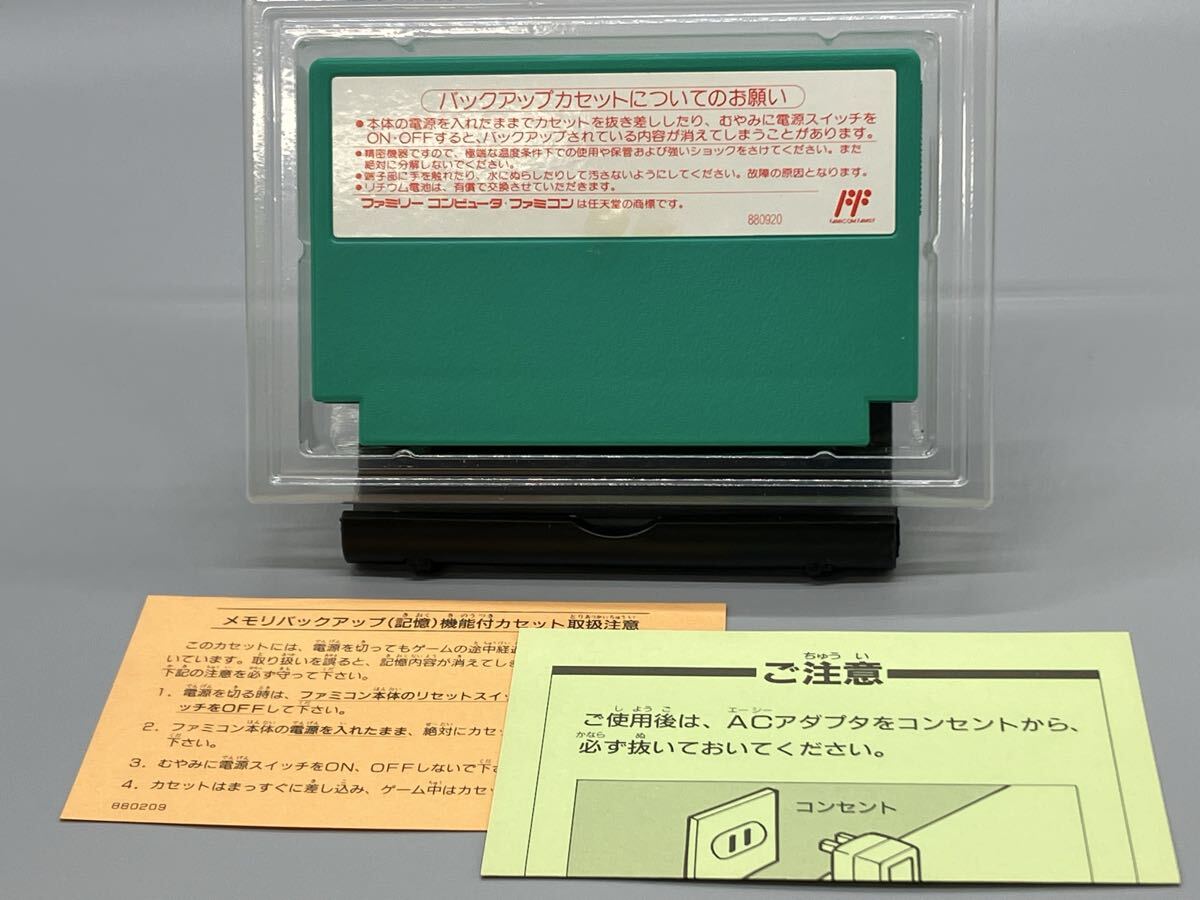 バックアップカセットについてのお願い
●本体の電源を入れたままでカセットを抜き差ししたり、むやみに電源スイッチを
ON・OFFすると、バックアップされている内容が消えてしまうことがあります。
●精密機器ですので、極端な温度条件下での使用や保管および強いショックをさけてください。また
絶対に分解しないでください。
●端子部に手を触れたり、水にぬらしたりして汚さないようにしてください。故障の原因となります。
●リチウム電池は、有償で交換させていただきます。
ファミリー コンピュータ・ファミコンは任天堂の商標です。
880920
FF
FAMICOM FAMILY
メモリバックアップ(記憶)機能付カセット取扱注意
このカセットには、電源を切ってもゲームの途中経過
いています。取り扱いを誤ると、記憶内容が消えてし
下記の注意を必ず守って下さい。
1. 電源を切る時は、ファミコン本体のリセットスイッ
チをOFFして下さい。
2. ファミコン本体の電源を入れたまま、絶対にカセッ
下さい。
3. むやみに電源スイッチをON、OFFしないで下さ
4. カセットはまっすぐに差し込み、ゲーム中はカセッ
880209
ちゅうい
ご注意
しようご
エーシー
ご使用後は、ACアダプタをコンセントから、
かなら ぬ
必ず抜いておいてください。
コンセント